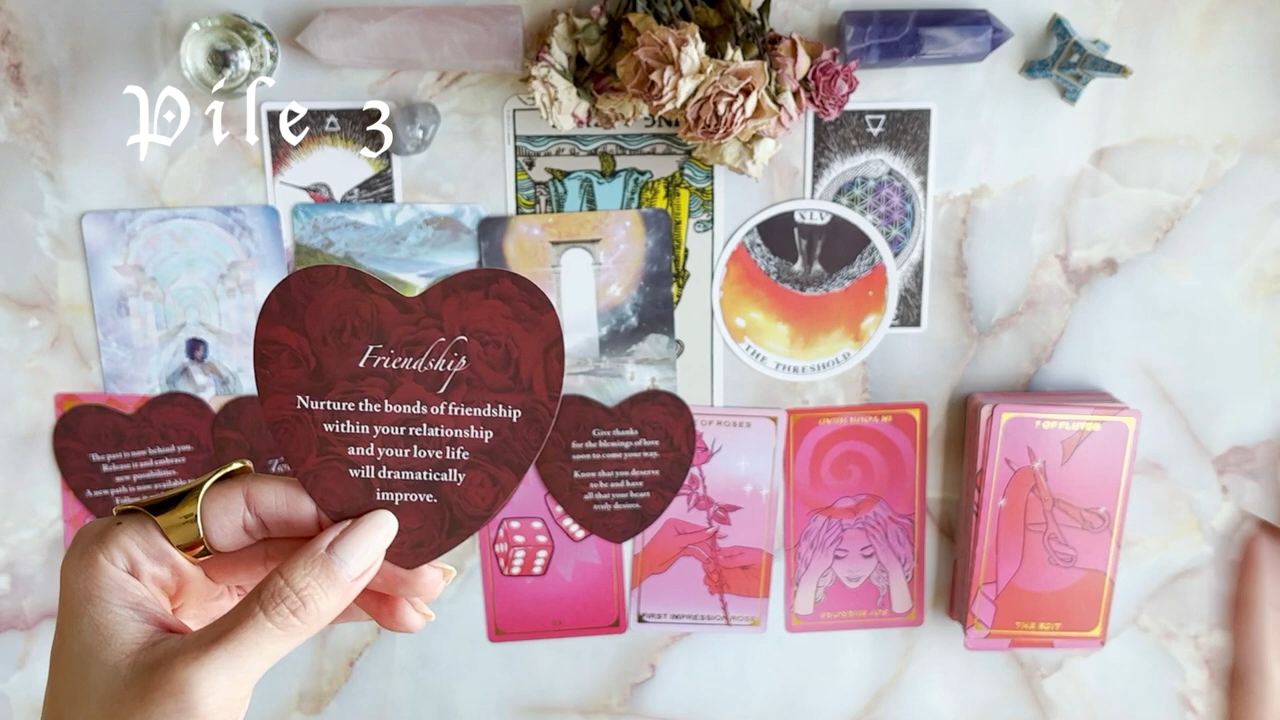 Pile 3
XLV
THE THRESHOLD
Friendship
Nurture the bonds of friendship
within your relationship
and your love life
will dramatically
improve.
The past is now behind you.
Release it and embrace
new possibilities.
A new path is now available
Give thanks
for the blessings of love
soon to come your way.
Know that you deserve
to be and have
all that your heart
truly desires.
OF ROSES
FIRST IMPRESSION ROSE
7 OF FLUTES
THE EDIT